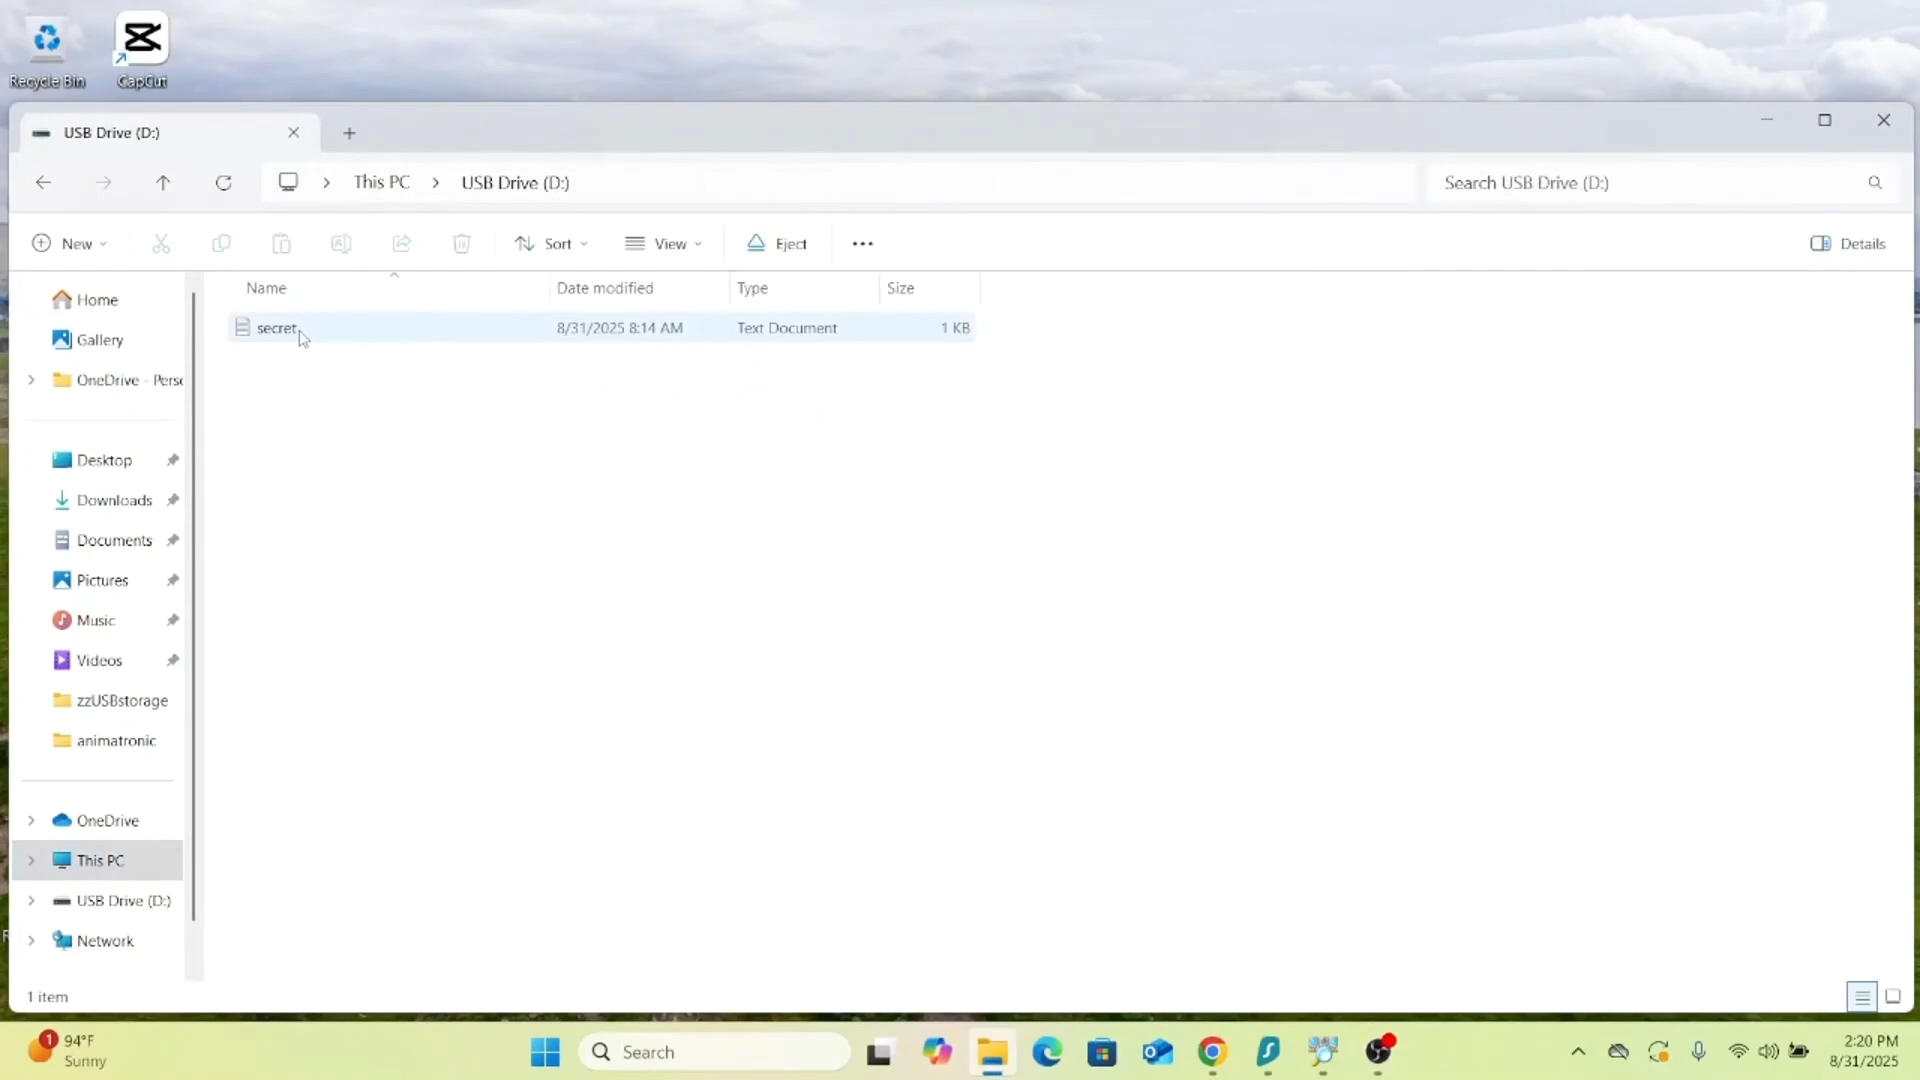 Recycle Bin
CapCut
USB Drive (D:)
This PC
USB Drive (D:)
Search USB Drive (D:)
New
Sort
View
Eject
Details
Name
Date modified
Type
Size
secret
8/31/2025 8:14 AM
Text Document
1 KB
Home
Gallery
OneDrive - Perso
Desktop
Downloads
Documents
Pictures
Music
Videos
zzUSBstorage
animatronic
OneDrive
This PC
USB Drive (D:)
Network
1 item
1
94°F
Sunny
Search
2:20 PM
8/31/2025